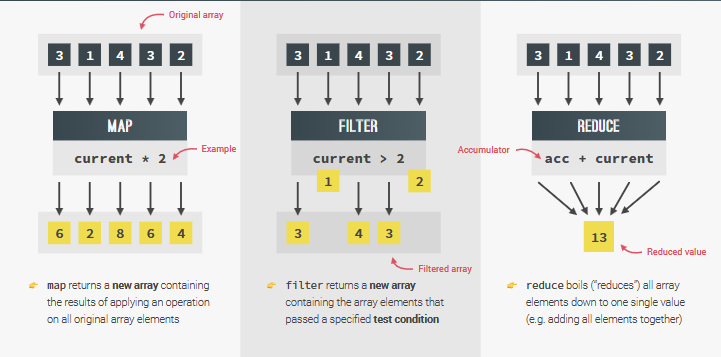 Original array
3 1 4 3 2
MAP
current * 2
Example
6 2 8 6 4
map returns a new array containing
the results of applying an operation
on all original array elements
3 1 4 3 2
FILTER
current > 2
1 2
3 4 3
Filtered array
filter returns a new array
containing the array elements that
passed a specified test condition
3 1 4 3 2
REDUCE
Accumulator
acc + current
13
Reduced value
reduce boils ("reduces") all array
elements down to one single value
(e.g. adding all elements together)